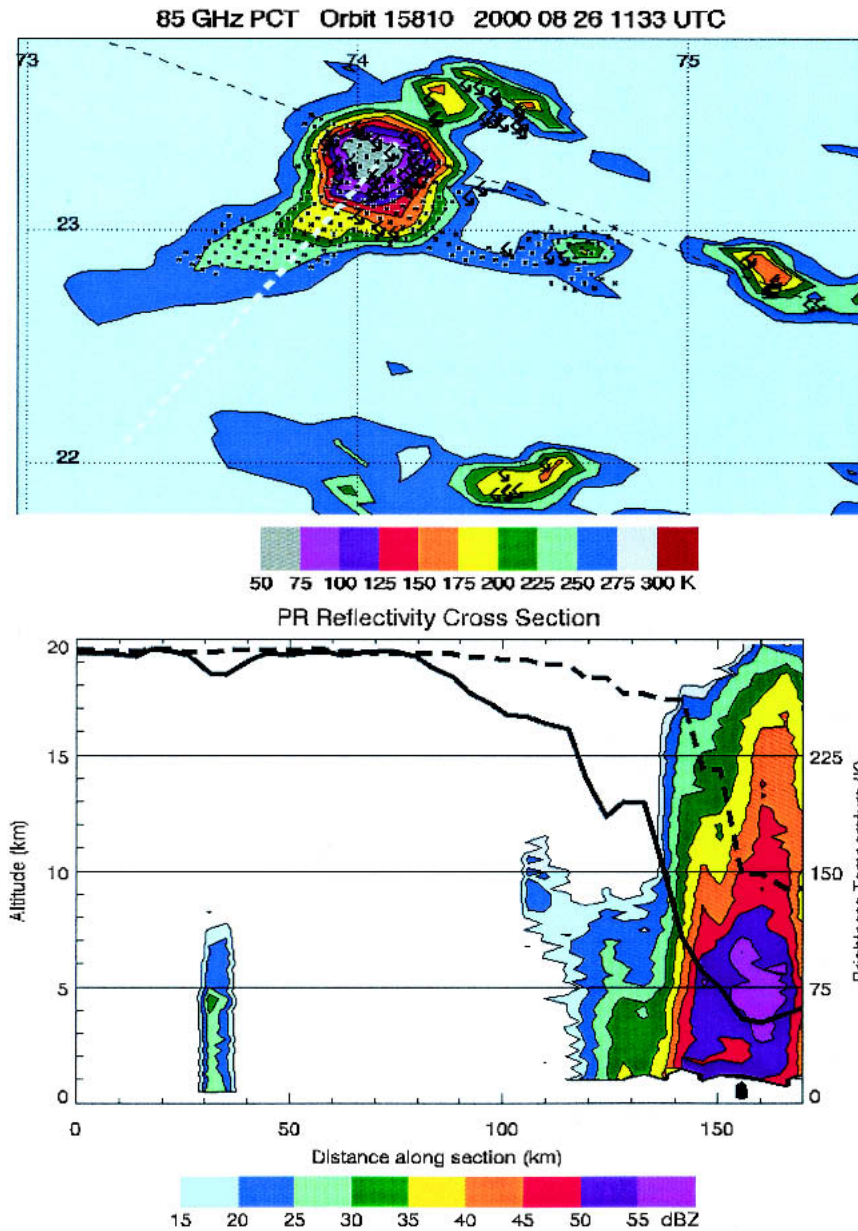 85 GHz PCT Orbit 15810 2000 08 26 1133 UTC
73 74 75
23
22
50 75 100 125 150 175 200 225 250 275 300 K
PR Reflectivity Cross Section
20
15
10
5
0
Altitude (km)
225
150
75
0
0 50 100 150
Distance along section (km)
15 20 25 30 35 40 45 50 55 dBZ